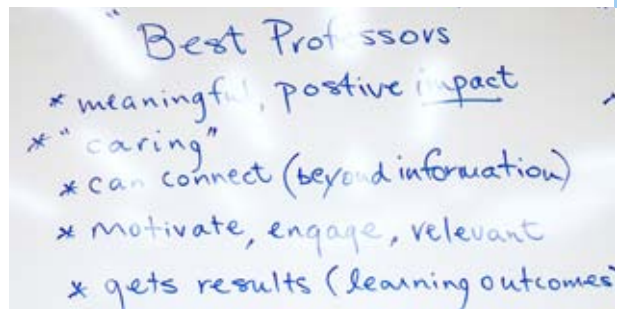 "Best Professors
* meaningful, postive impact
* "caring"
* can connect (beyond information)
* motivate, engage, relevant
* gets results (learning outcomes